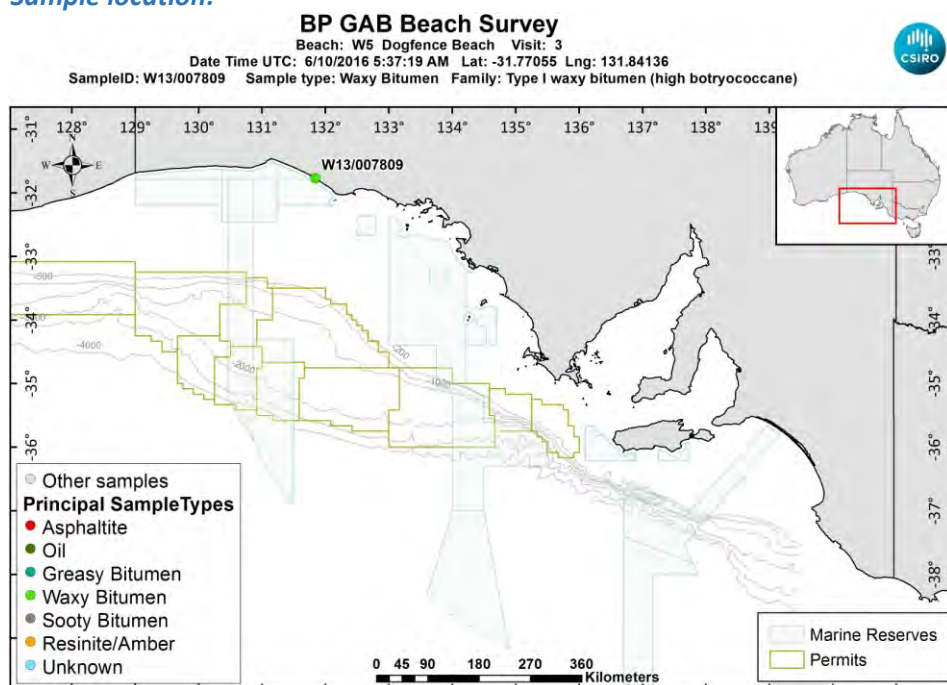 Sample location:
BP GAB Beach Survey
Beach: W5 Dogfence Beach Visit: 3
Date Time UTC: 6/10/2016 5:37:19 AM Lat: -31.77055 Lng: 131.84136
SampleID: W13/007809 Sample type: Waxy Bitumen Family: Type I waxy bitumen (high botryococcane)
CSIRO
128° 129° 130° 131° 132° 133° 134° 135° 136° 137° 138° 139
-31°
-32°
-33°
-34°
-35°
-36°
-37°
-38°
N
W E
S
W13/007809
-4000
-2000
-200
-1000
-33°
-34°
-35°
-36°
-37°
-38°
Other samples
Principal SampleTypes
Asphaltite
Oil
Greasy Bitumen
Waxy Bitumen
Sooty Bitumen
Resinite/Amber
Unknown
0 45 90 180 270 360
Kilometers
Marine Reserves
Permits